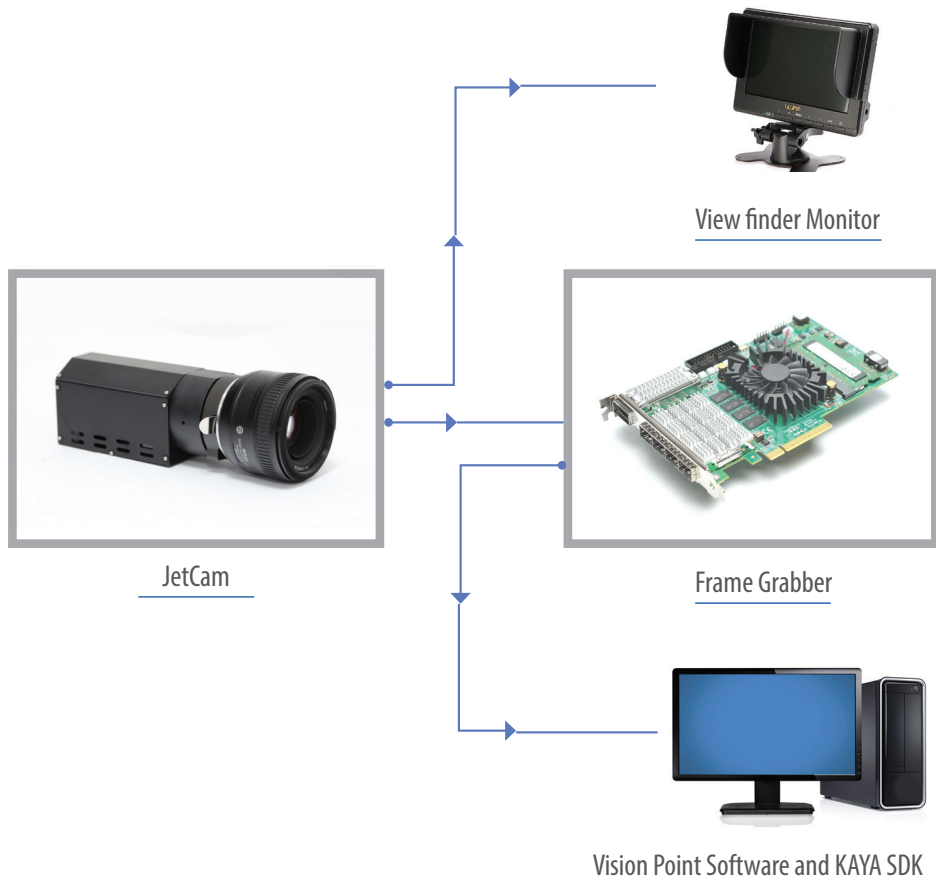 View finder Monitor
JetCam
Frame Grabber
Vision Point Software and KAYA SDK